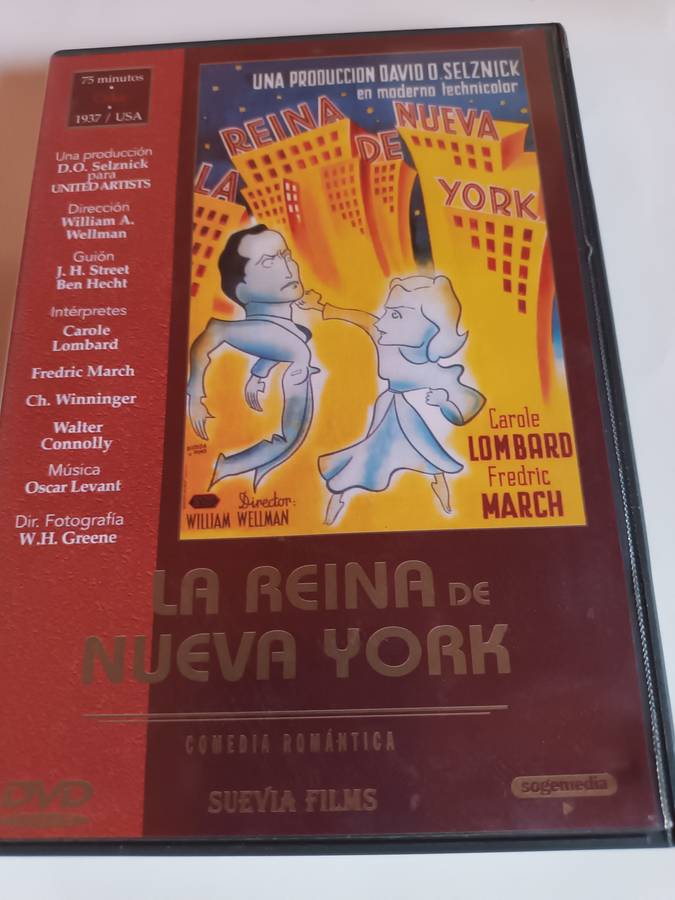 75 minutos
1937 / USA
Una producción
D.O. Selznick
para
UNITED ARTISTS
Dirección
William A.
Wellman
Guión
J. H. Street
Ben Hecht
Intérpretes
Carole
Lombard
Fredric March
Ch. Winninger
Walter
Connolly
Música
Oscar Levant
Dir. Fotografía
W.H. Greene
UNA PRODUCCION DAVID O. SELZNICK
en moderno technicolor
LA REINA DE NUEVA YORK
Carole
LOMBARD
Fredric
MARCH
Director:
WILLIAM WELLMAN
LA REINA DE
NUEVA YORK
COMEDIA ROMÁNTICA
SUEVIA FILMS
DVD
sogemedia